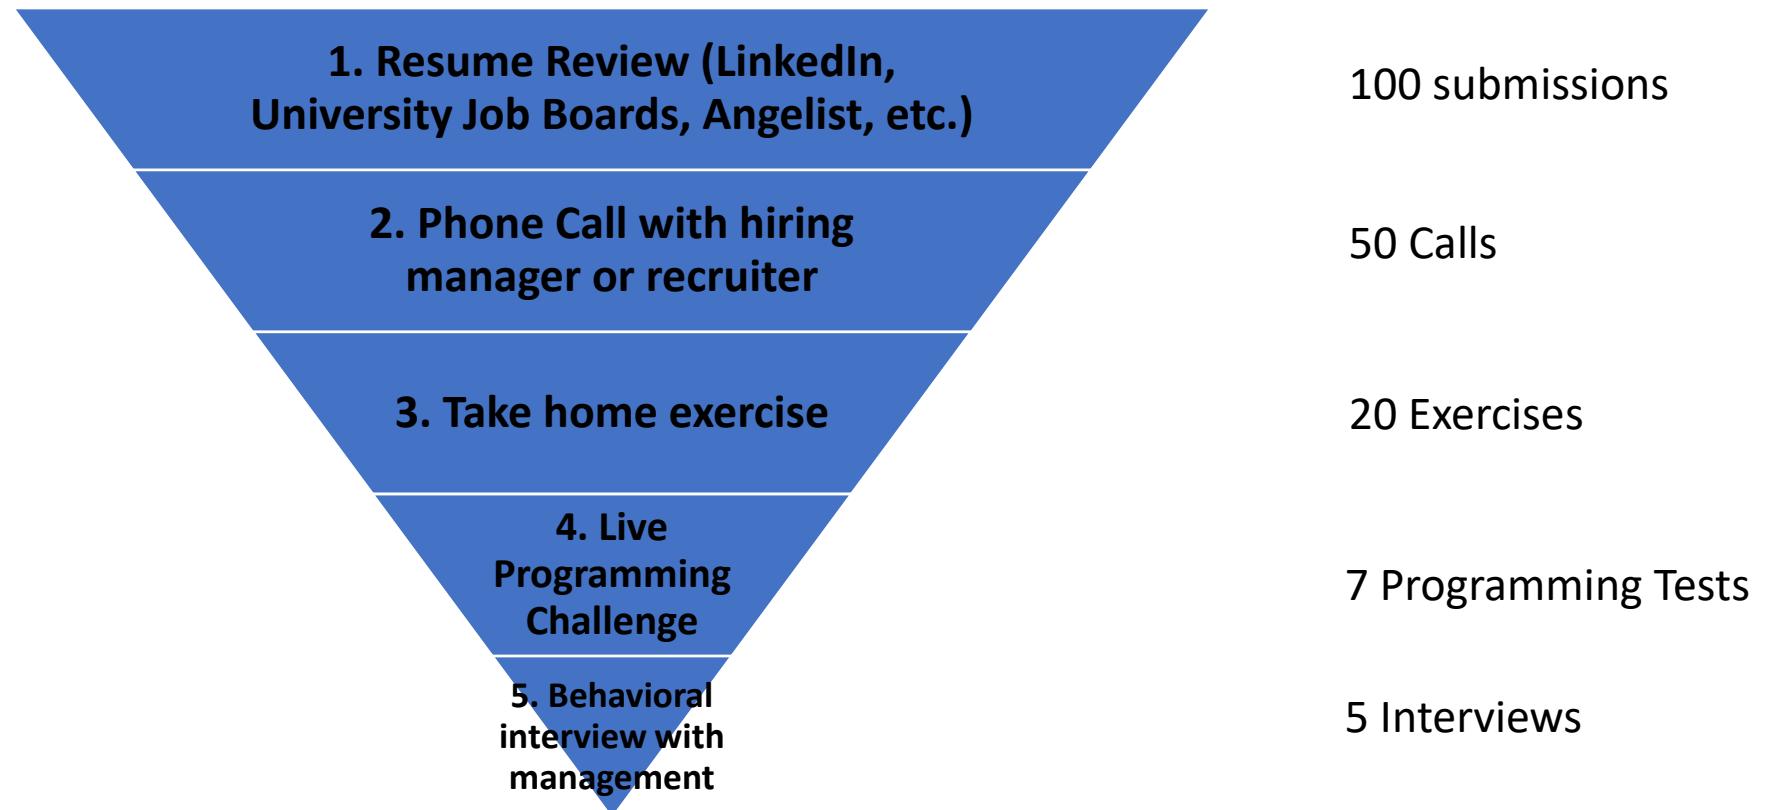 1. Resume Review (LinkedIn,
University Job Boards, Angelist, etc.)
100 submissions
2. Phone Call with hiring
manager or recruiter
50 Calls
3. Take home exercise
20 Exercises
4. Live
Programming
Challenge
7 Programming Tests
5. Behavioral
interview with
management
5 Interviews